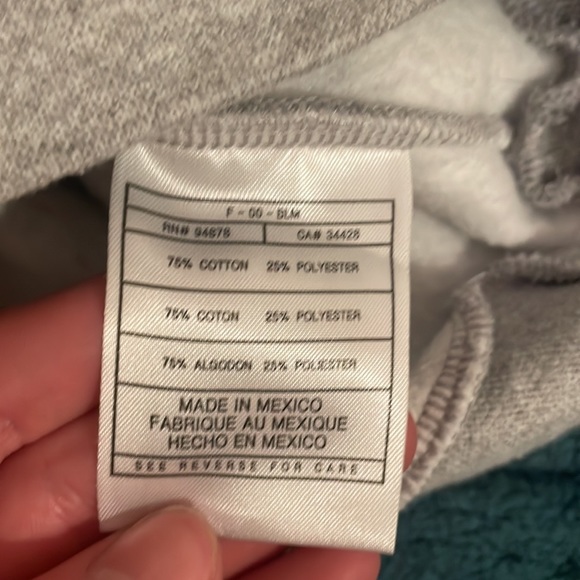 F - 00 - BLM
RN# 94878 CA# 34428
75% COTTON 25% POLYESTER
75% COTON 25% POLYESTER
75% ALGODON 25% POLIESTER
MADE IN MEXICO
FABRIQUE AU MEXIQUE
HECHO EN MEXICO
SEE REVERSE FOR CARE